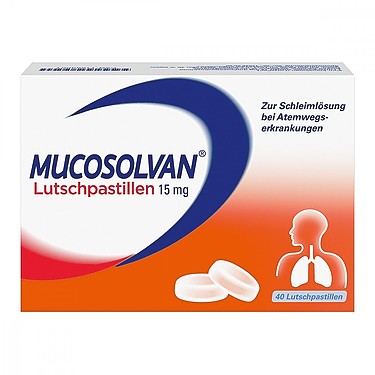 Zur Schleimlösung
bei Atemwegs-
erkrankungen
MUCOSOLVAN®
Lutschpastillen 15 mg
40 Lutschpastillen